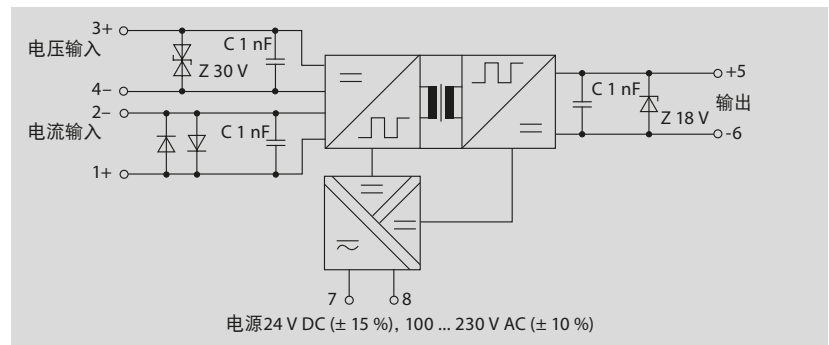 3+
电压输入
C 1 nF
Z 30 V
4–
2–
电流输入
C 1 nF
1+
+5
C 1 nF
输出
Z 18 V
-6
7
8
电源24 V DC (± 15 %), 100 ... 230 V AC (± 10 %)